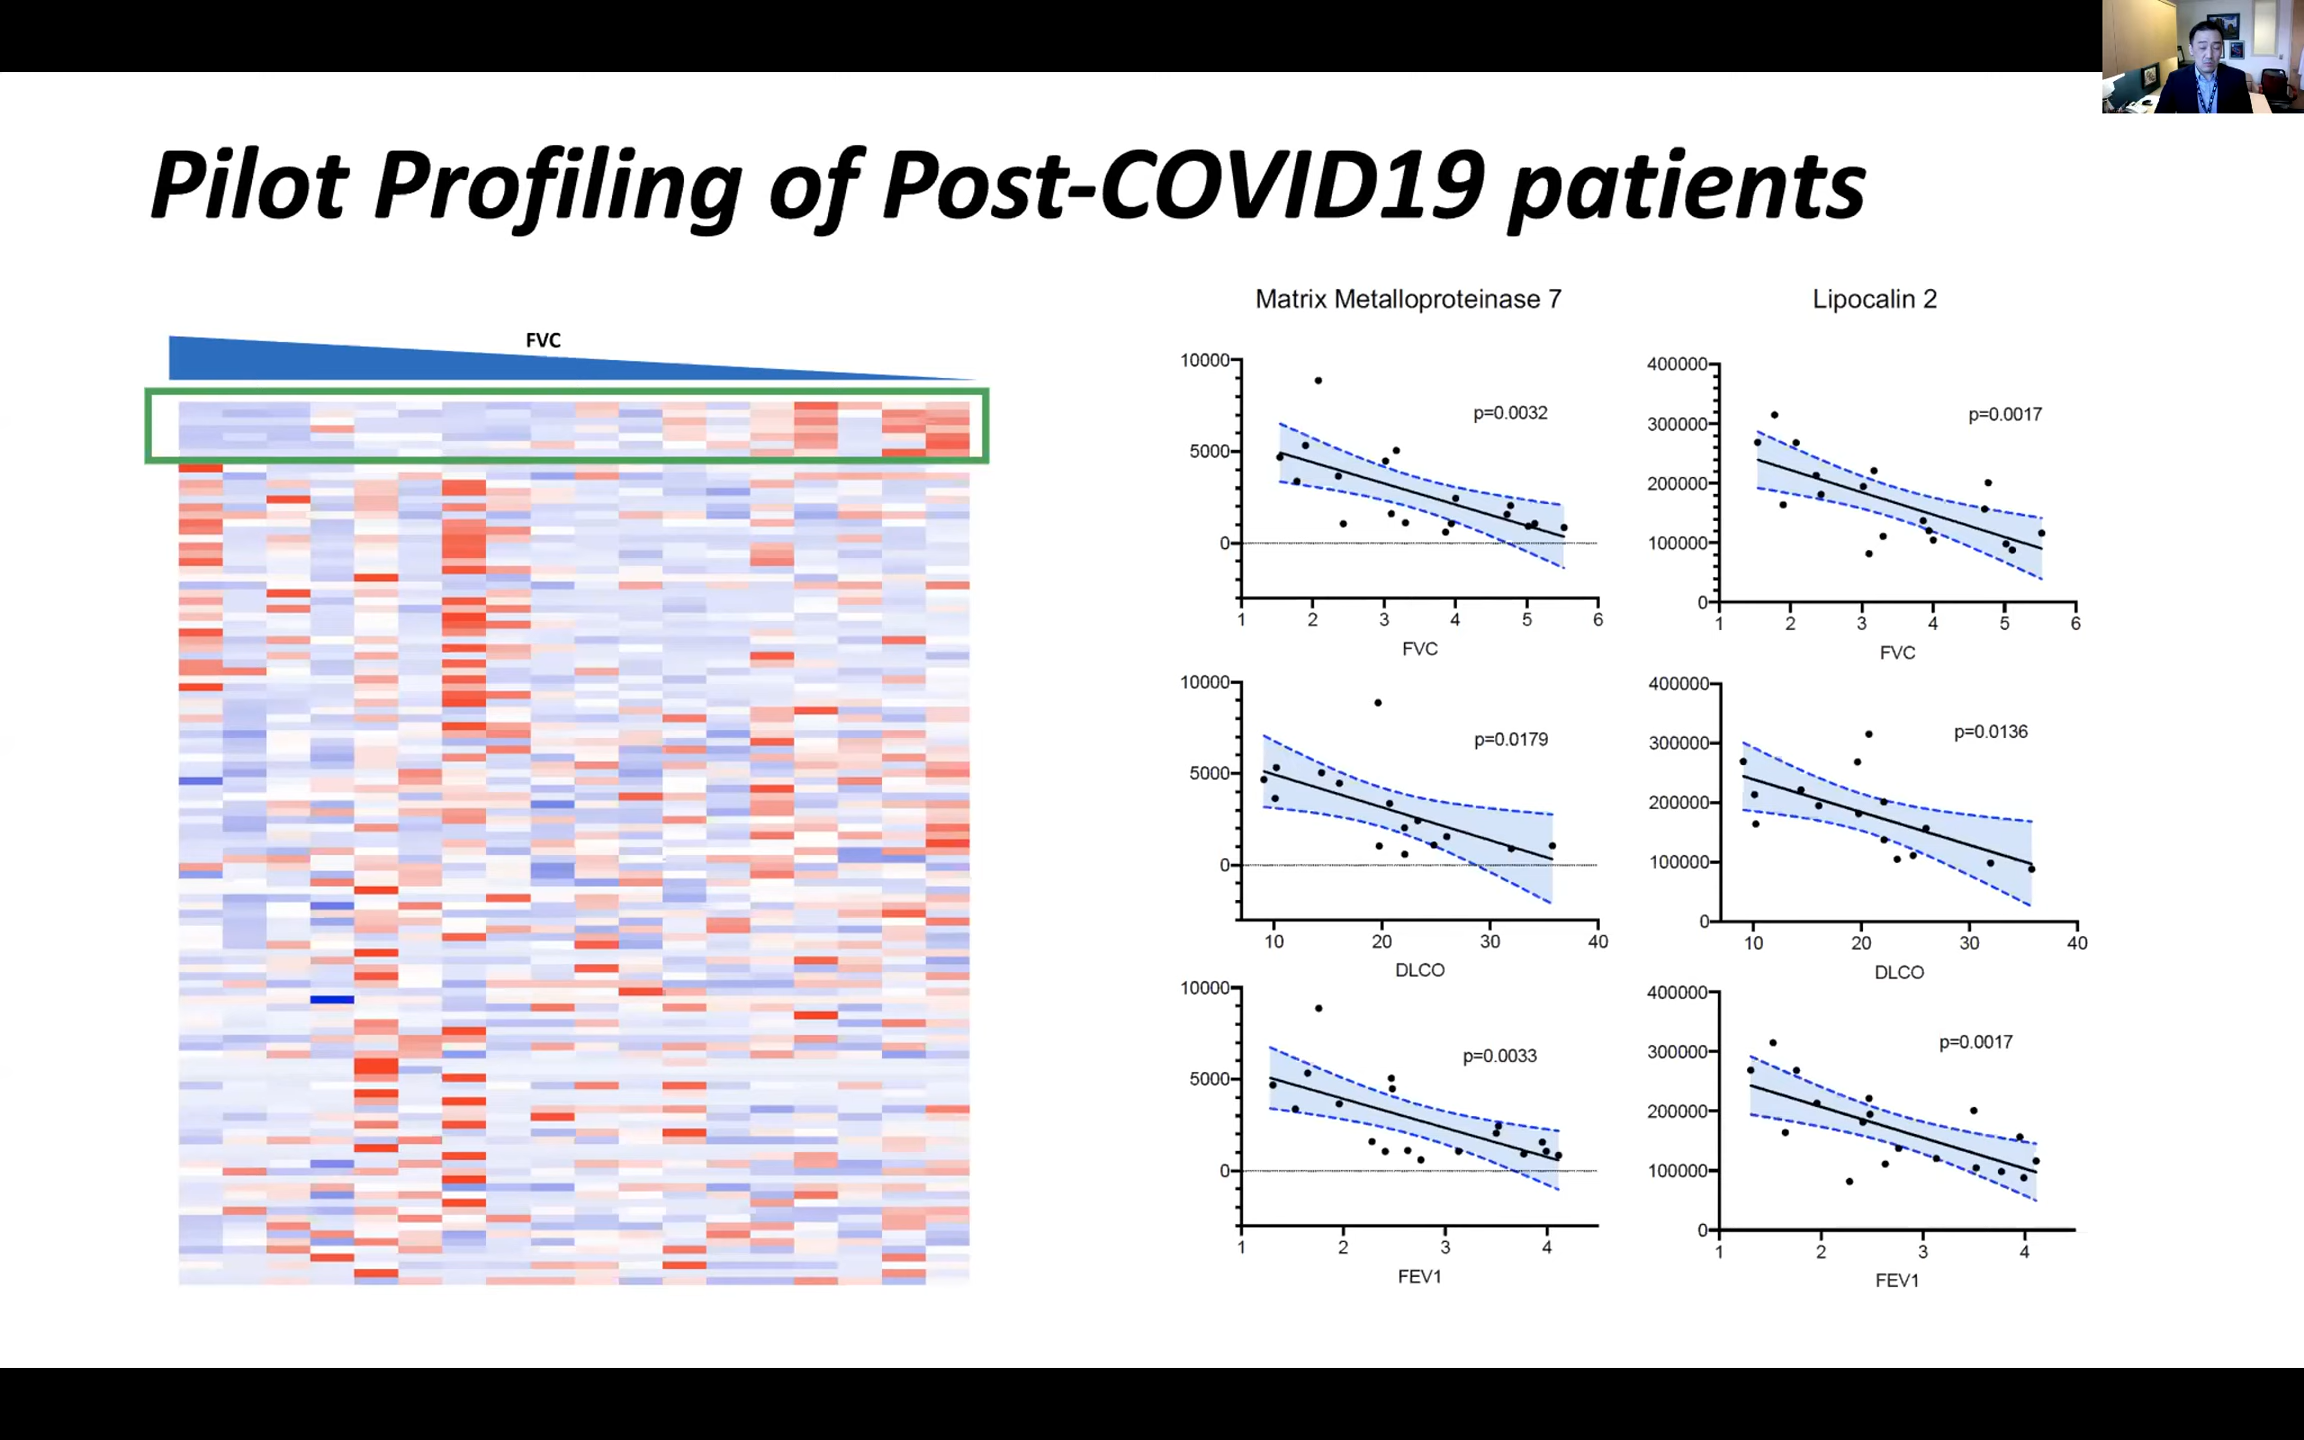 Pilot Profiling of Post-COVID19 patients
FVC
Matrix Metalloproteinase 7
10000
5000
0
p=0.0032
1 2 3 4 5 6
FVC
10000
5000
0
p=0.0179
10 20 30 40
DLCO
10000
5000
0
p=0.0033
1 2 3 4
FEV1
Lipocalin 2
400000
300000
200000
100000
0
p=0.0017
1 2 3 4 5 6
FVC
400000
300000
200000
100000
0
p=0.0136
10 20 30 40
DLCO
400000
300000
200000
100000
0
p=0.0017
1 2 3 4
FEV1